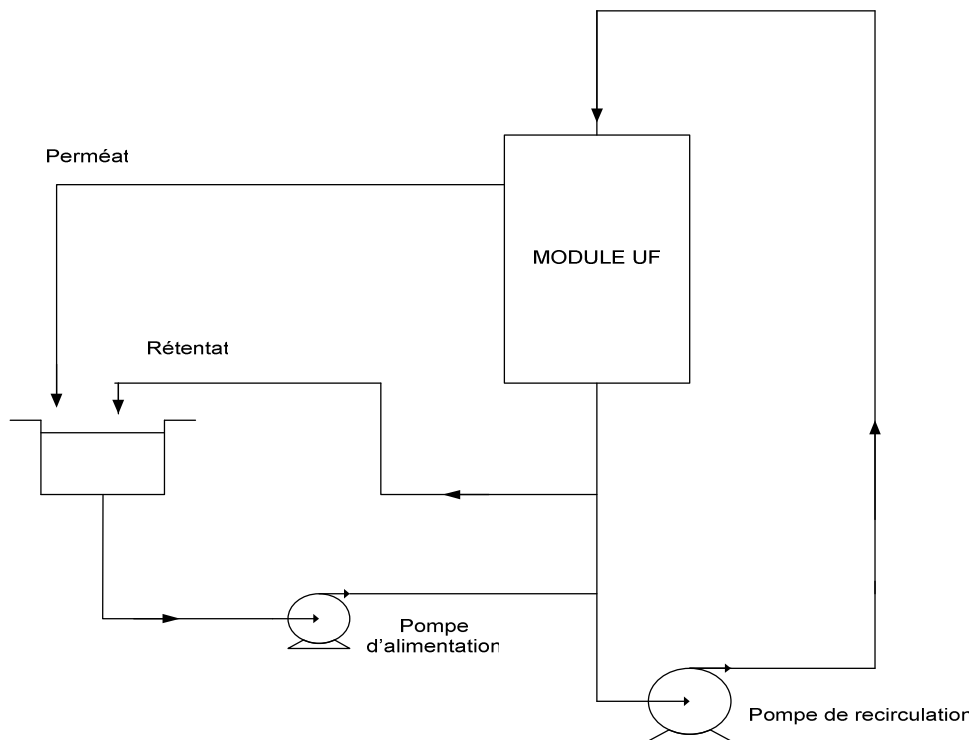 Perméat
MODULE UF
Rétentat
Pompe
d'alimentation
Pompe de recirculation